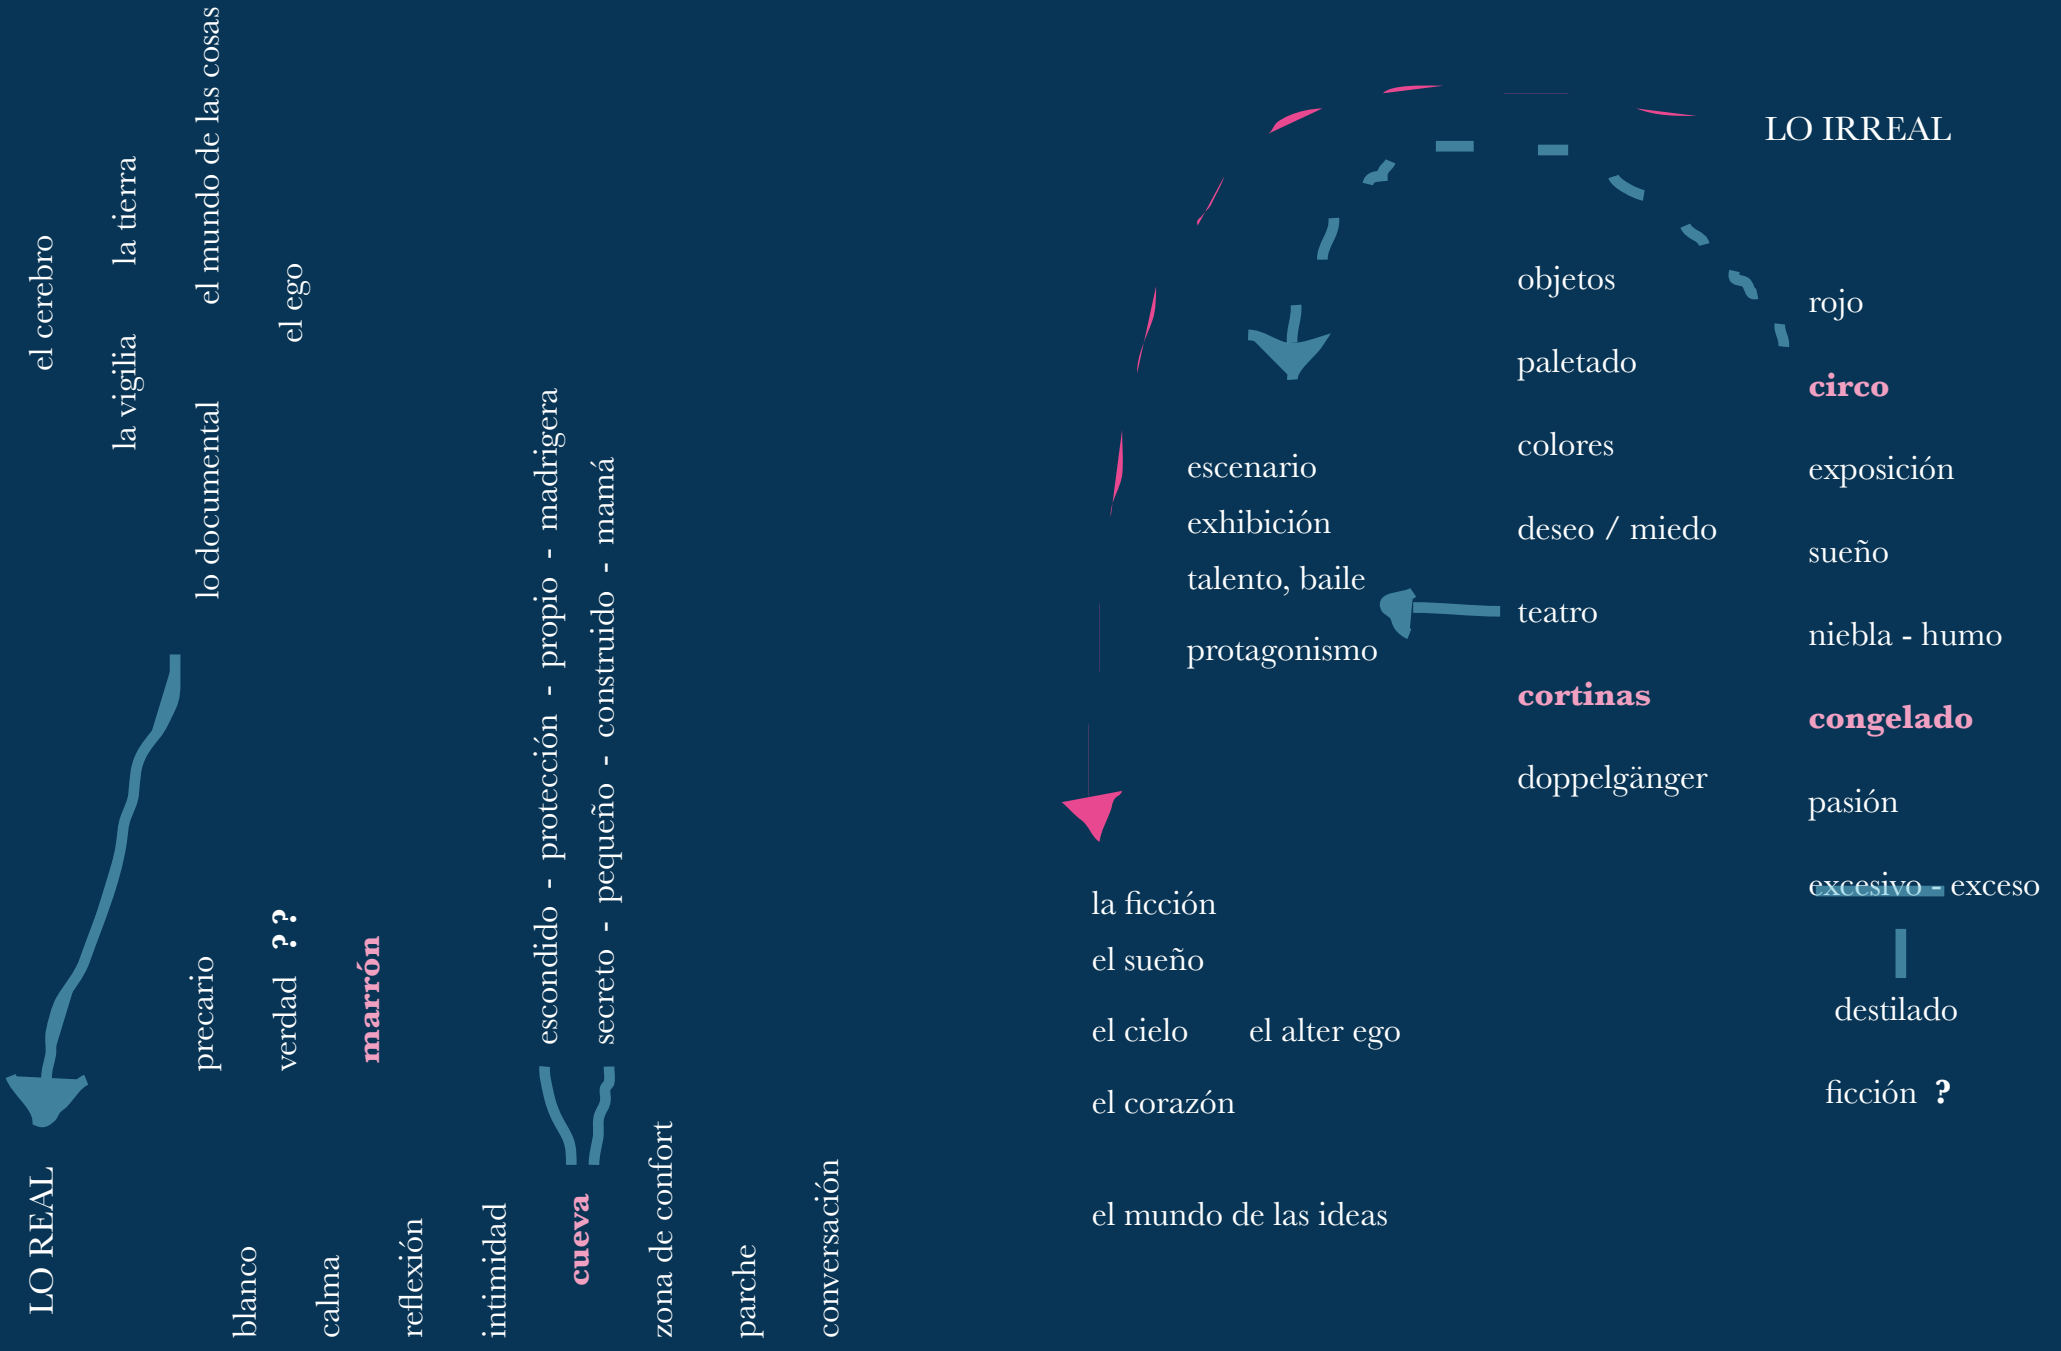 LO REAL
el cerebro
la vigilia
la tierra
lo documental
el mundo de las cosas
el ego
precario
verdad ??
marrón
blanco
calma
reflexión
intimidad
escondido - protección - propio - madrigera
cueva
secreto - pequeño - construido - mamá
zona de confort
parche
conversación
LO IRREAL
objetos
paletado
colores
deseo / miedo
teatro
cortinas
doppelgänger
rojo
circo
exposición
sueño
niebla - humo
congelado
pasión
excesivo - exceso
destilado
ficción ?
escenario
exhibición
talento, baile
protagonismo
la ficción
el sueño
el cielo
el alter ego
el corazón
el mundo de las ideas